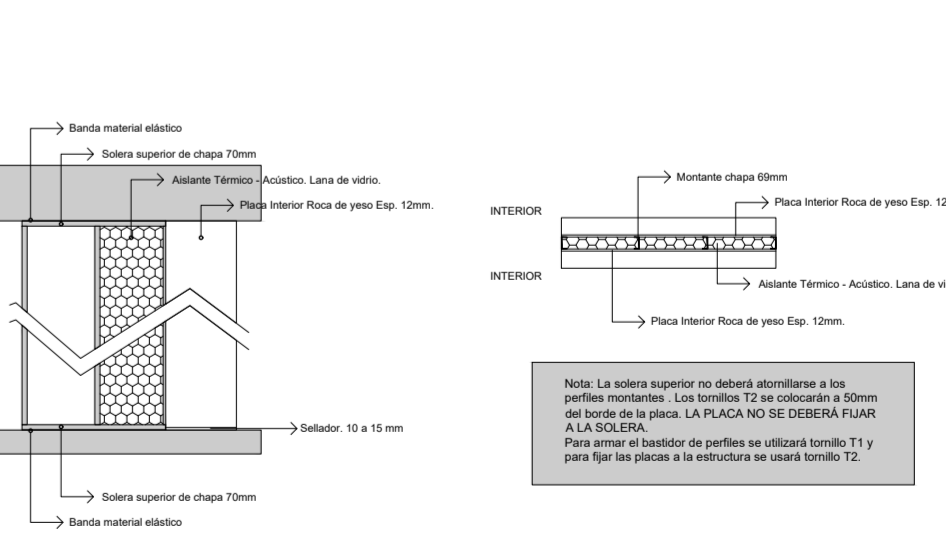 Banda material elástico
Solera superior de chapa 70mm
Aislante Térmico - Acústico. Lana de vidrio.
Placa Interior Roca de yeso Esp. 12mm.
Sellador. 10 a 15 mm
Solera superior de chapa 70mm
Banda material elástico
Montante chapa 69mm
INTERIOR
Placa Interior Roca de yeso Esp. 12
INTERIOR
Aislante Térmico - Acústico. Lana de vi
Placa Interior Roca de yeso Esp. 12mm.
Nota: La solera superior no deberá atornillarse a los
perfiles montantes . Los tornillos T2 se colocarán a 50mm
del borde de la placa. LA PLACA NO SE DEBERÁ FIJAR
A LA SOLERA.
Para armar el bastidor de perfiles se utilizará tornillo T1 y
para fijar las placas a la estructura se usará tornillo T2.